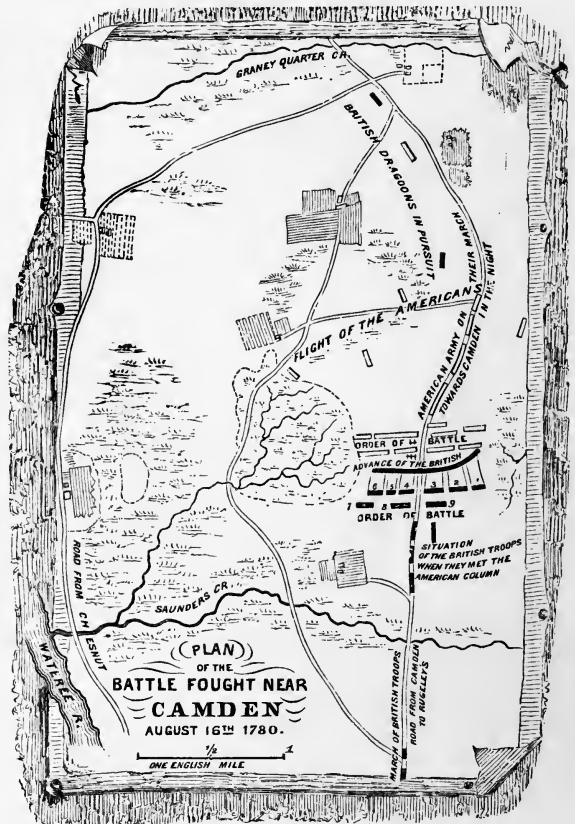 GRANEY QUARTER CR.
BRITISH DRAGOONS IN PURSUIT
FLIGHT OF THE AMERICANS
AMERICAN ARMY ON THEIR MARCH
TOWARDS CAMDEN IN THE NIGHT
ORDER OF BATTLE
ADVANCE OF THE BRITISH
6 5 4 3 2 1
7 8 9
ORDER OF BATTLE
SITUATION
OF THE BRITISH TROOPS
WHEN THEY MET THE
AMERICAN COLUMN
ROAD FROM CHESNUT
SAUNDERS CR.
WATEREE R.
(PLAN)
OF THE
BATTLE FOUGHT NEAR
CAMDEN
AUGUST 16TH 1780.
1/2 1
ONE ENGLISH MILE
MARCH OF BRITISH TROOPS
ROAD FROM CAMDEN
TO RUGELEY'S